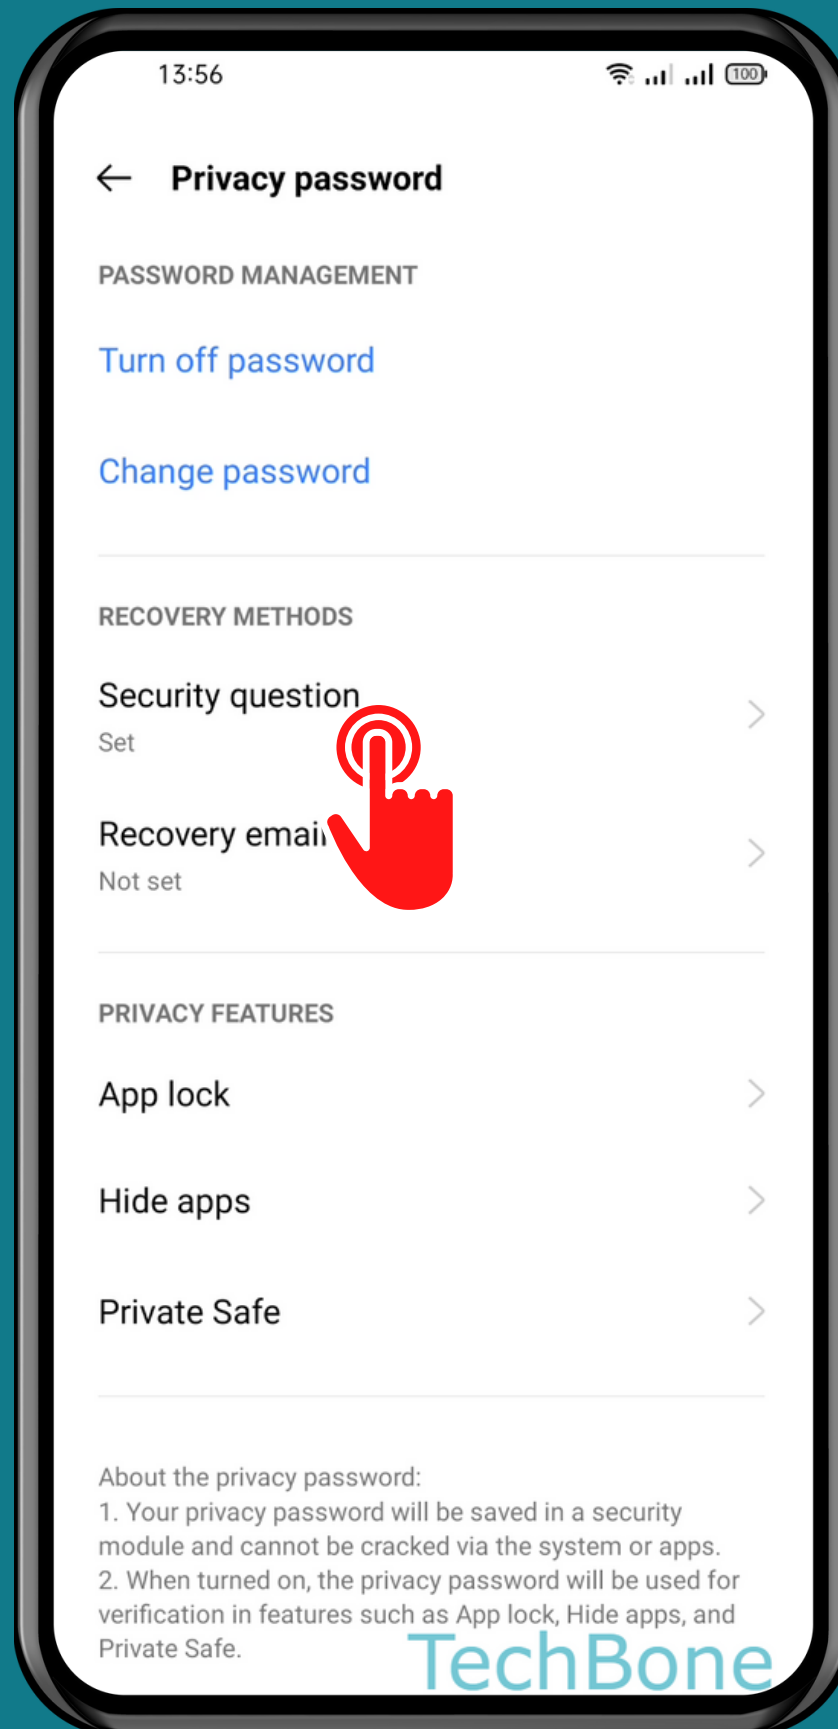 13:56
100
Privacy password
PASSWORD MANAGEMENT
Turn off password
Change password
RECOVERY METHODS
Security question
Set
Recovery email
Not set
PRIVACY FEATURES
App lock
Hide apps
Private Safe
About the privacy password:
1. Your privacy password will be saved in a security
module and cannot be cracked via the system or apps.
2. When turned on, the privacy password will be used for
verification in features such as App lock, Hide apps, and
Private Safe.
TechBone